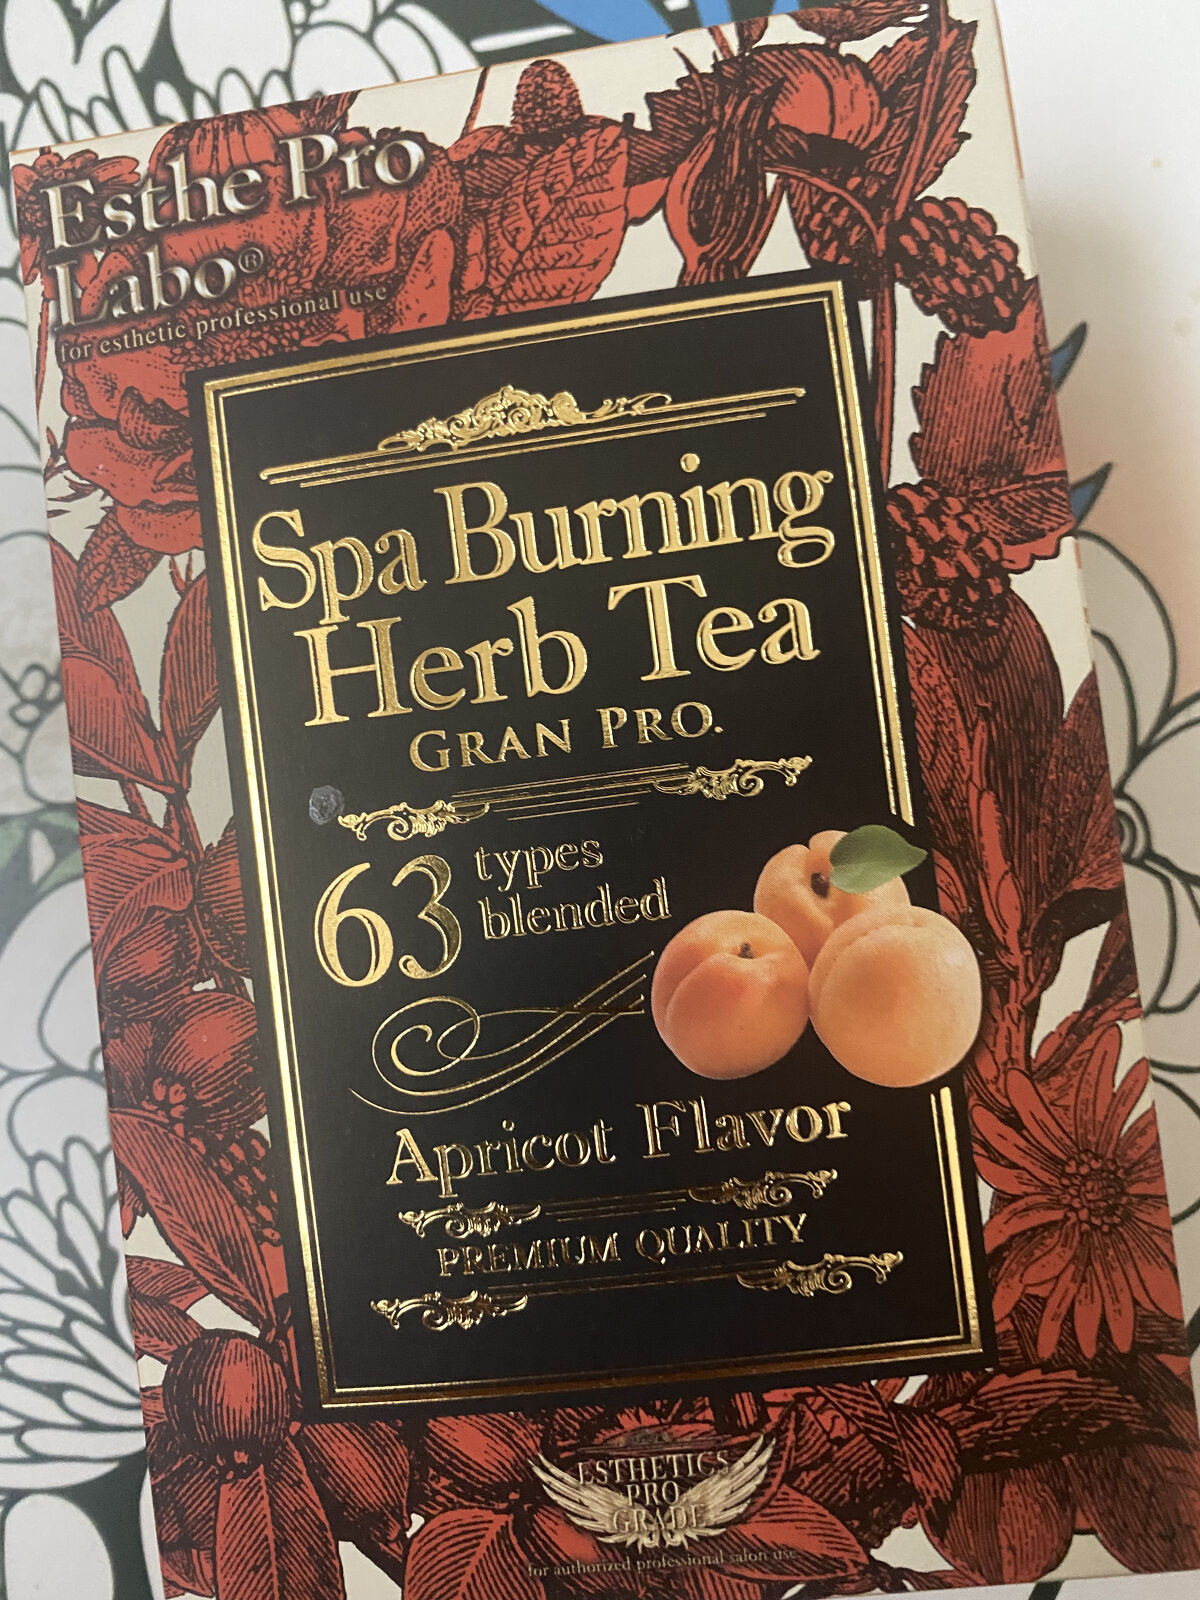 Esthe Pro
Labo®
for esthetic professional use
Spa Burning
Herb Tea
GRAN PRO.
63 types
blended
Apricot Flavor
PREMIUM QUALITY
ESTHETICS
PRO
GRADE
for authorized professional salon use